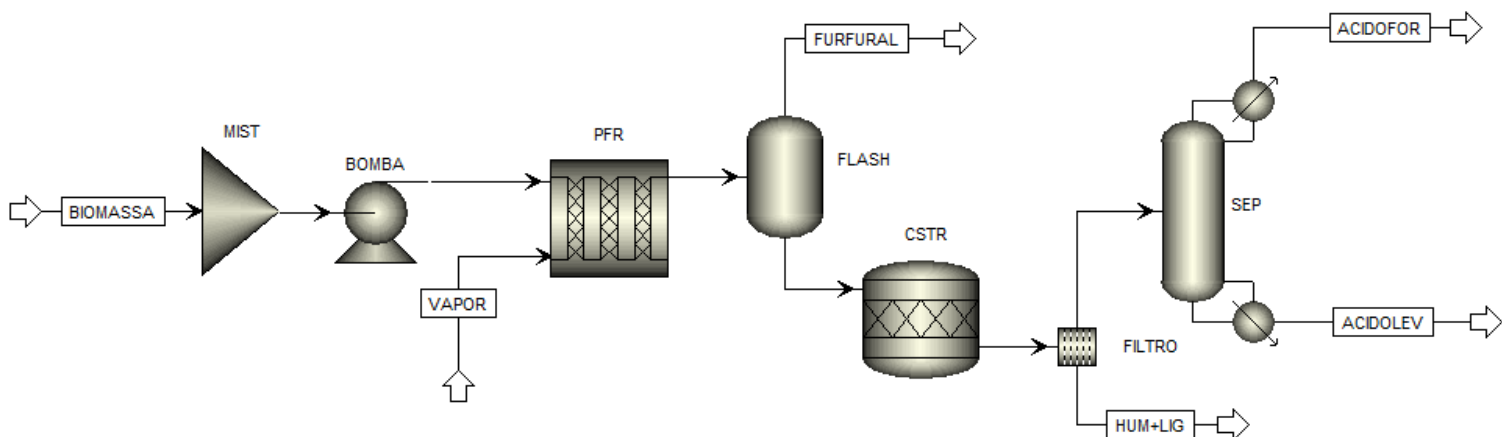 BIOMASSA
MIST
BOMBA
VAPOR
PFR
FURFURAL
FLASH
CSTR
FILTRO
HUM+LIG
SEP
ACIDOFOR
ACIDOLEV